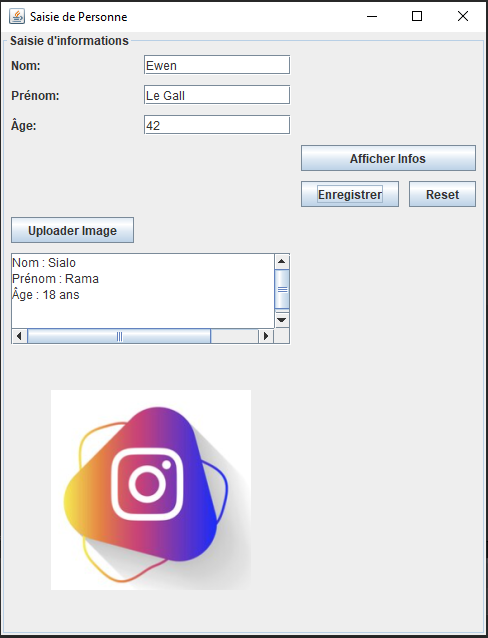 Saisie de Personne
Saisie d'informations
Nom:
Ewen
Prénom:
Le Gall
Âge:
42
Afficher Infos
Enregistrer
Reset
Uploader Image
Nom : Sialo
Prénom : Rama
Âge : 18 ans